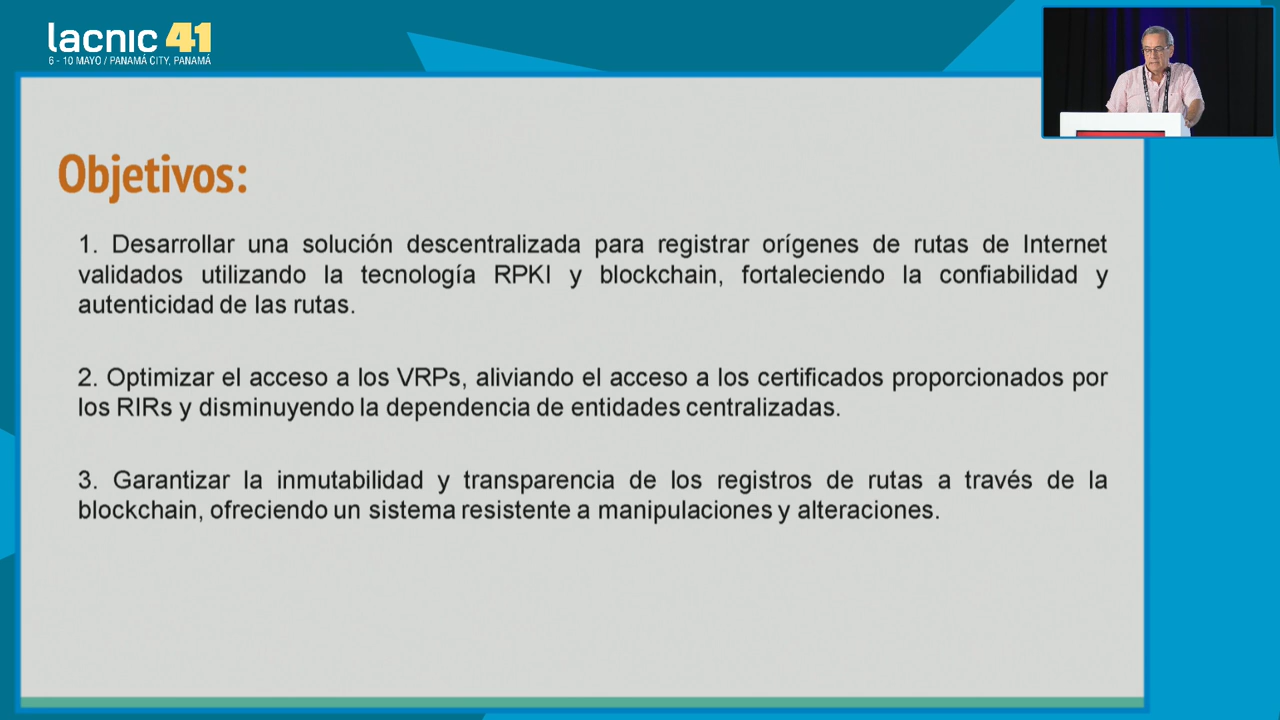 lacnic 41
6 - 10 MAYO / PANAMÁ CITY, PANAMÁ
Objetivos:
1. Desarrollar una solución descentralizada para registrar orígenes de rutas de Internet
validados utilizando la tecnología RPKI y blockchain, fortaleciendo la confiabilidad y
autenticidad de las rutas.
2. Optimizar el acceso a los VRPs, aliviando el acceso a los certificados proporcionados por
los RIRs y disminuyendo la dependencia de entidades centralizadas.
3. Garantizar la inmutabilidad y transparencia de los registros de rutas a través de la
blockchain, ofreciendo un sistema resistente a manipulaciones y alteraciones.